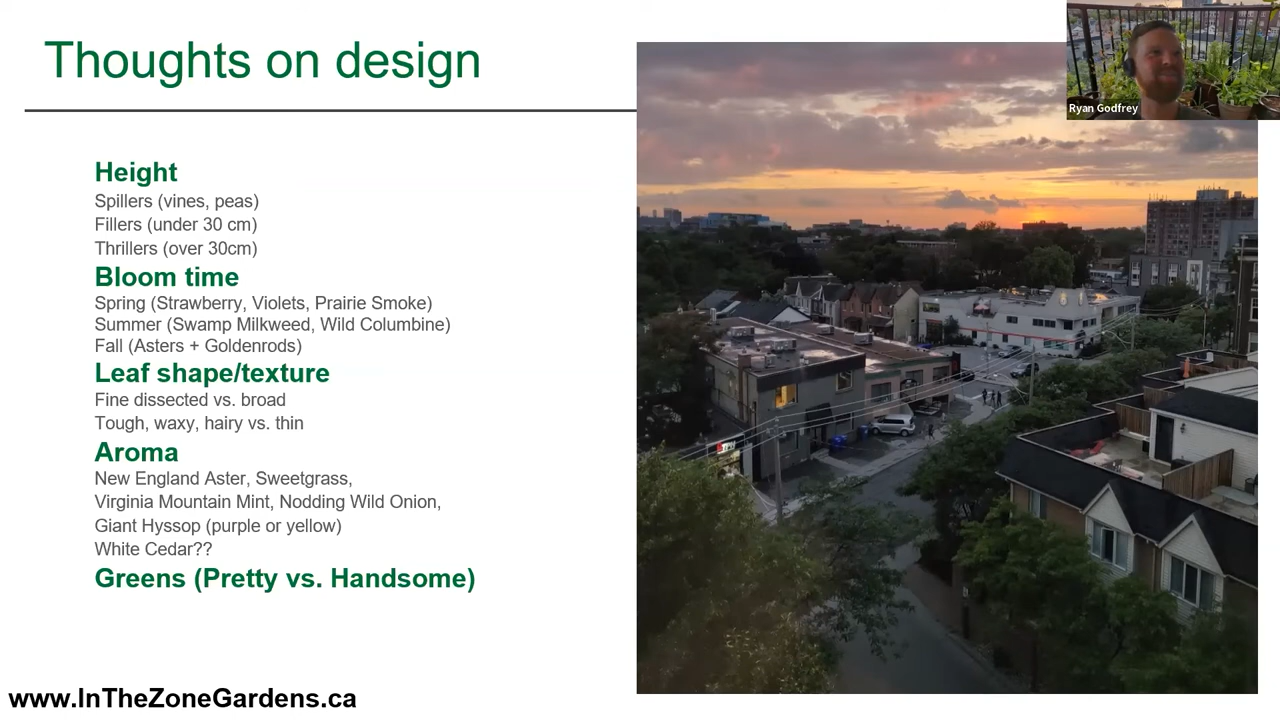 Thoughts on design
Ryan Godfrey
Height
Spillers (vines, peas)
Fillers (under 30 cm)
Thrillers (over 30cm)
Bloom time
Spring (Strawberry, Violets, Prairie Smoke)
Summer (Swamp Milkweed, Wild Columbine)
Fall (Asters + Goldenrods)
Leaf shape/texture
Fine dissected vs. broad
Tough, waxy, hairy vs. thin
Aroma
New England Aster, Sweetgrass,
Virginia Mountain Mint, Nodding Wild Onion,
Giant Hyssop (purple or yellow)
White Cedar??
Greens (Pretty vs. Handsome)
www.InTheZoneGardens.ca